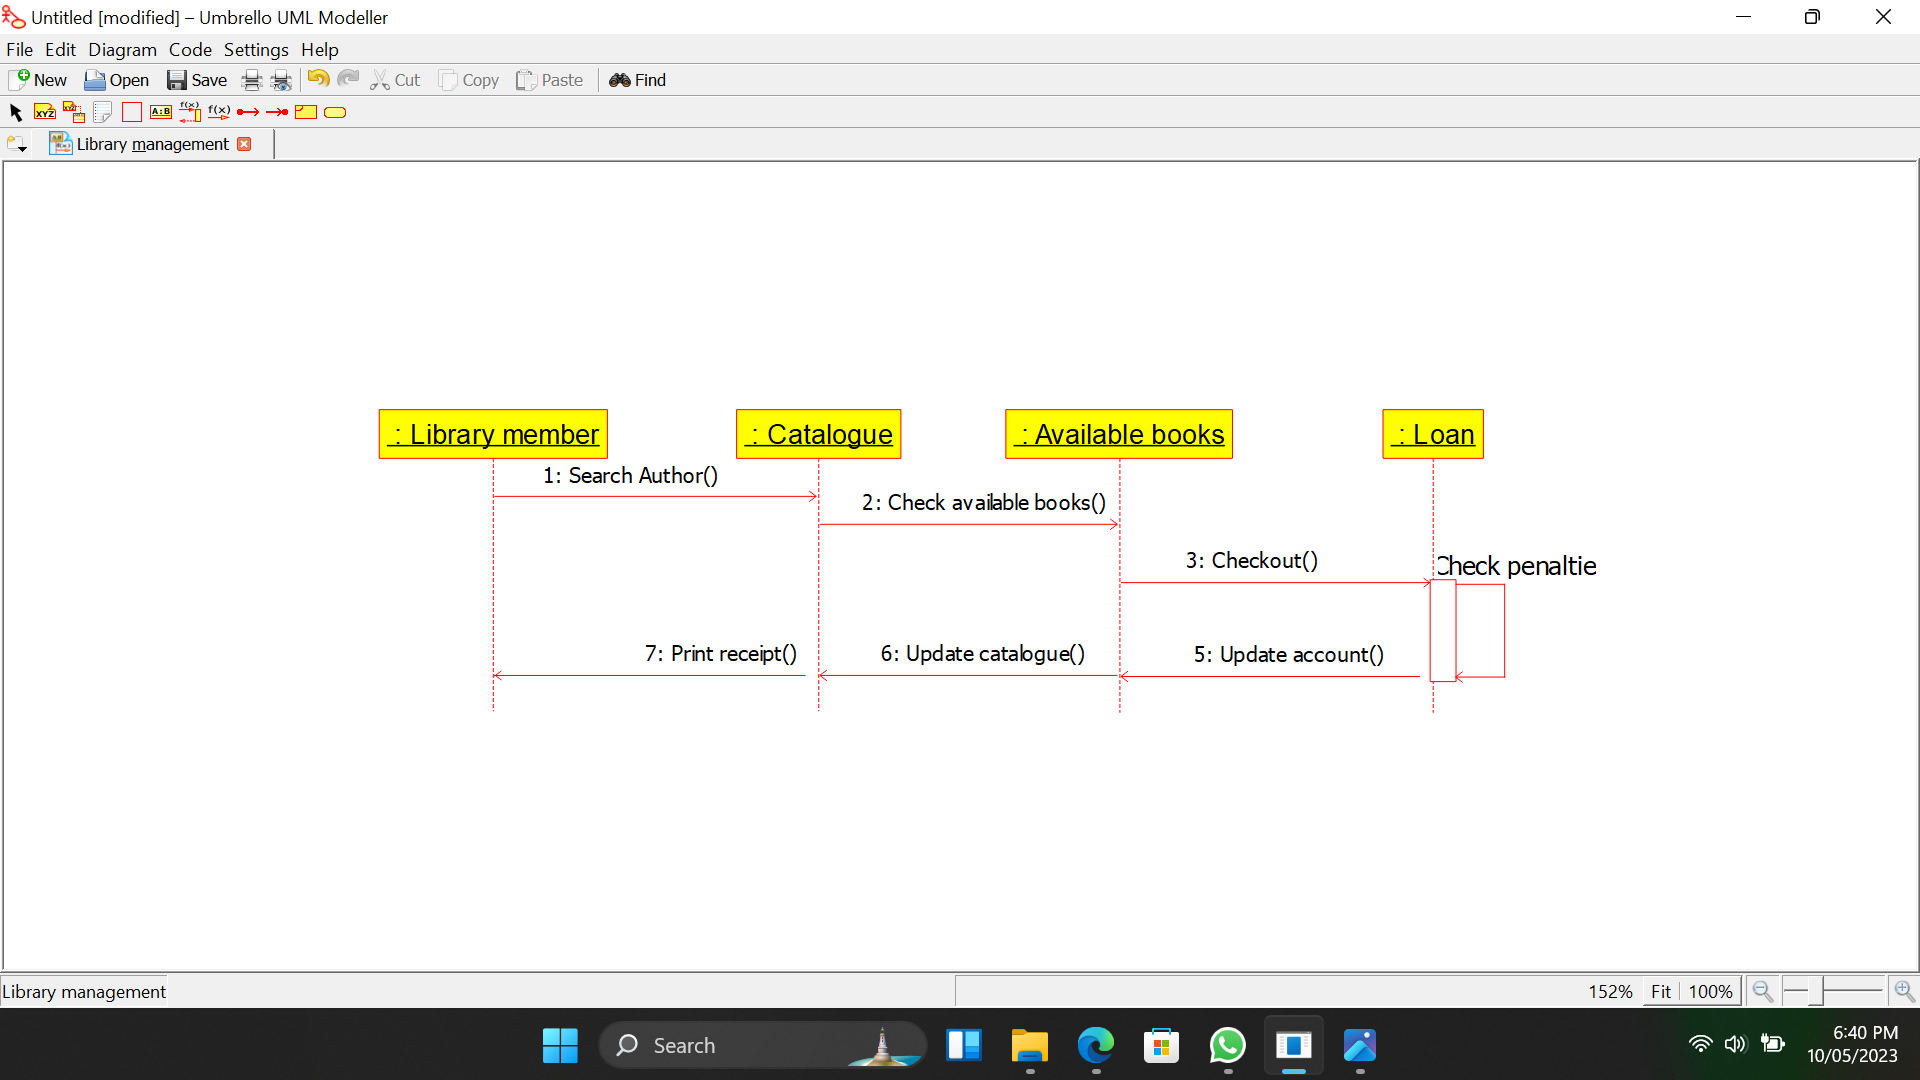 Untitled [modified] – Umbrello UML Modeller
File Edit Diagram Code Settings Help
New Open Save Cut Copy Paste Find
XYZ XYZ A:B f(x) f(x)
Library management
: Library member : Catalogue : Available books : Loan
1: Search Author()
2: Check available books()
3: Checkout()
Check penaltie
7: Print receipt() 6: Update catalogue() 5: Update account()
Library management 152% Fit 100%
Search
6:40 PM
10/05/2023